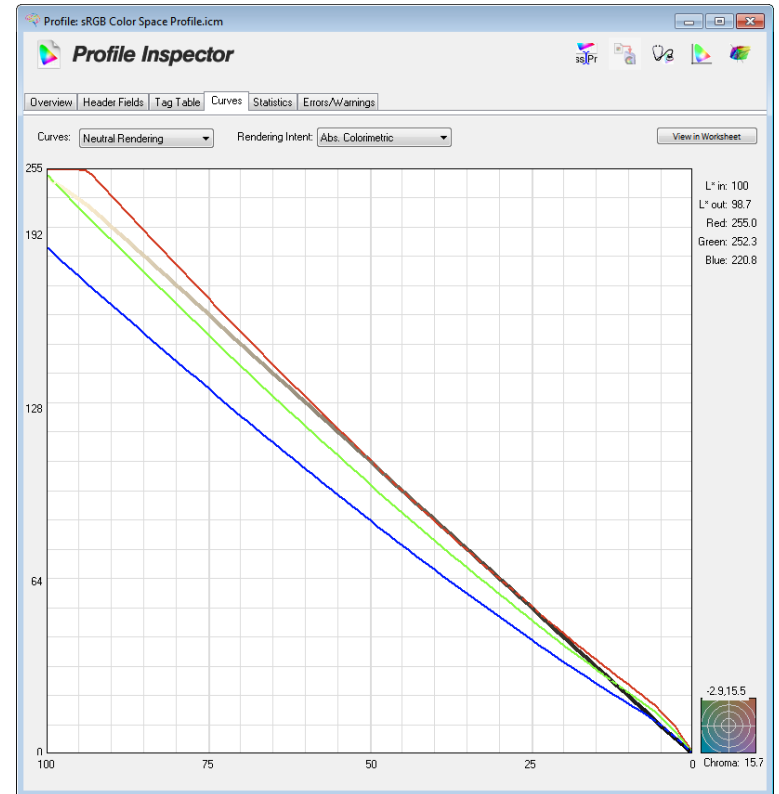 Profile: sRGB Color Space Profile.icm
Profile Inspector
Overview Header Fields Tag Table Curves Statistics Errors/Warnings
Curves: Neutral Rendering Rendering Intent: Abs. Colorimetric View in Worksheet
255
L* in: 100
L* out: 98.7
Red: 255.0
192
Green: 252.3
Blue: 220.8
128
64
-2.9,15.5
0
100 75 50 25 0 Chroma: 15.7